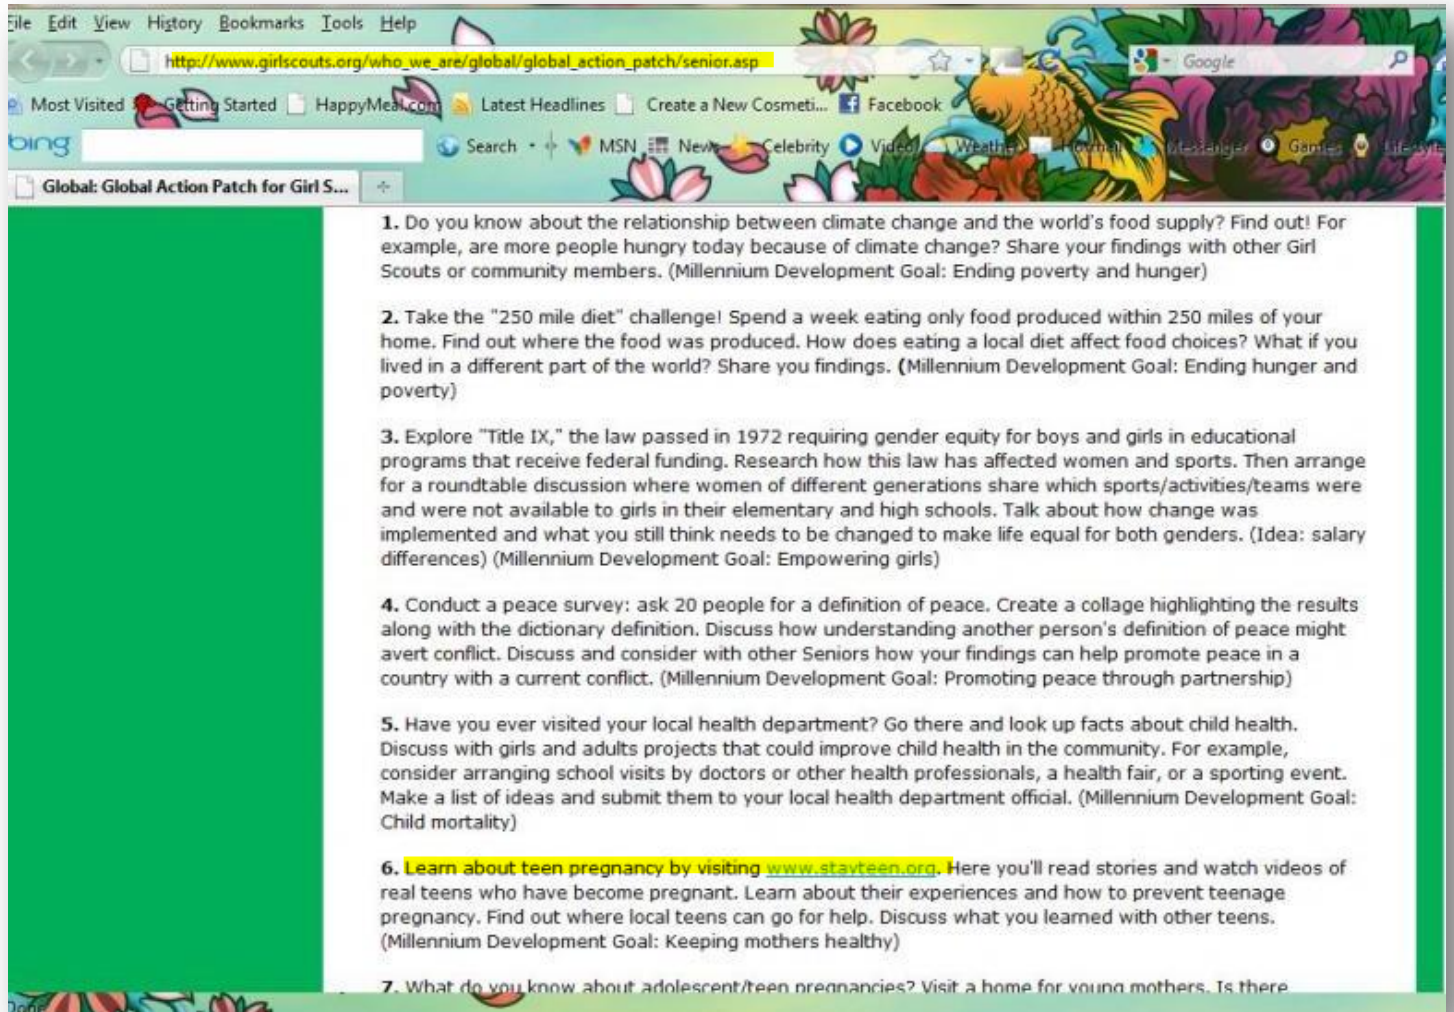 File Edit View History Bookmarks Tools Help
http://www.girlscouts.org/who_we_are/global/global_action_patch/senior.asp
Google
Most Visited Getting Started HappyMeal.com Latest Headlines Create a New Cosmeti... Facebook
bing Search MSN News Celebrity Video Weather Hotmail Messenger Games Lifestyle
Global: Global Action Patch for Girl S...
1. Do you know about the relationship between climate change and the world's food supply? Find out! For
example, are more people hungry today because of climate change? Share your findings with other Girl
Scouts or community members. (Millennium Development Goal: Ending poverty and hunger)
2. Take the "250 mile diet" challenge! Spend a week eating only food produced within 250 miles of your
home. Find out where the food was produced. How does eating a local diet affect food choices? What if you
lived in a different part of the world? Share you findings. (Millennium Development Goal: Ending hunger and
poverty)
3. Explore "Title IX," the law passed in 1972 requiring gender equity for boys and girls in educational
programs that receive federal funding. Research how this law has affected women and sports. Then arrange
for a roundtable discussion where women of different generations share which sports/activities/teams were
and were not available to girls in their elementary and high schools. Talk about how change was
implemented and what you still think needs to be changed to make life equal for both genders. (Idea: salary
differences) (Millennium Development Goal: Empowering girls)
4. Conduct a peace survey: ask 20 people for a definition of peace. Create a collage highlighting the results
along with the dictionary definition. Discuss how understanding another person's definition of peace might
avert conflict. Discuss and consider with other Seniors how your findings can help promote peace in a
country with a current conflict. (Millennium Development Goal: Promoting peace through partnership)
5. Have you ever visited your local health department? Go there and look up facts about child health.
Discuss with girls and adults projects that could improve child health in the community. For example,
consider arranging school visits by doctors or other health professionals, a health fair, or a sporting event.
Make a list of ideas and submit them to your local health department official. (Millennium Development Goal:
Child mortality)
6. Learn about teen pregnancy by visiting www.stayteen.org. Here you'll read stories and watch videos of
real teens who have become pregnant. Learn about their experiences and how to prevent teenage
pregnancy. Find out where local teens can go for help. Discuss what you learned with other teens.
(Millennium Development Goal: Keeping mothers healthy)
7. What do you know about adolescent/teen pregnancies? Visit a home for young mothers. Is there
Done